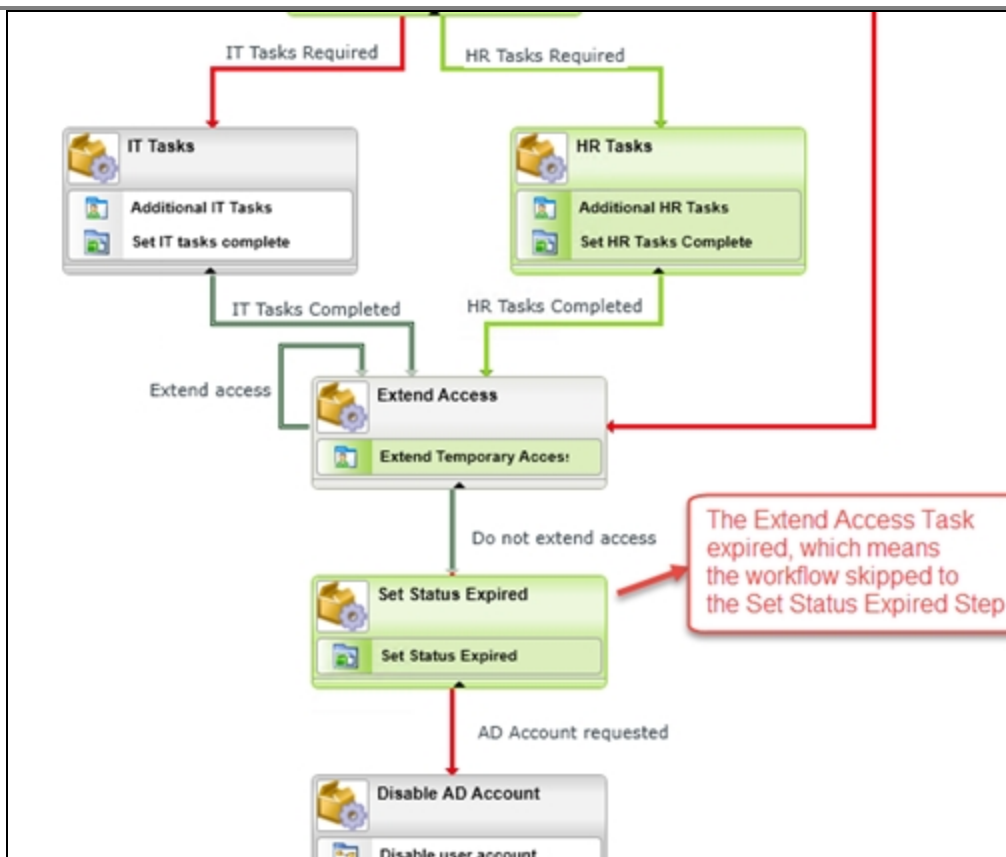 IT Tasks Required
HR Tasks Required
IT Tasks
Additional IT Tasks
Set IT tasks complete
HR Tasks
Additional HR Tasks
Set HR Tasks Complete
IT Tasks Completed
HR Tasks Completed
Extend access
Extend Access
Extend Temporary Acces
Do not extend access
The Extend Access Task
expired, which means
the workflow skipped to
the Set Status Expired Step
Set Status Expired
Set Status Expired
AD Account requested
Disable AD Account
Disable user account